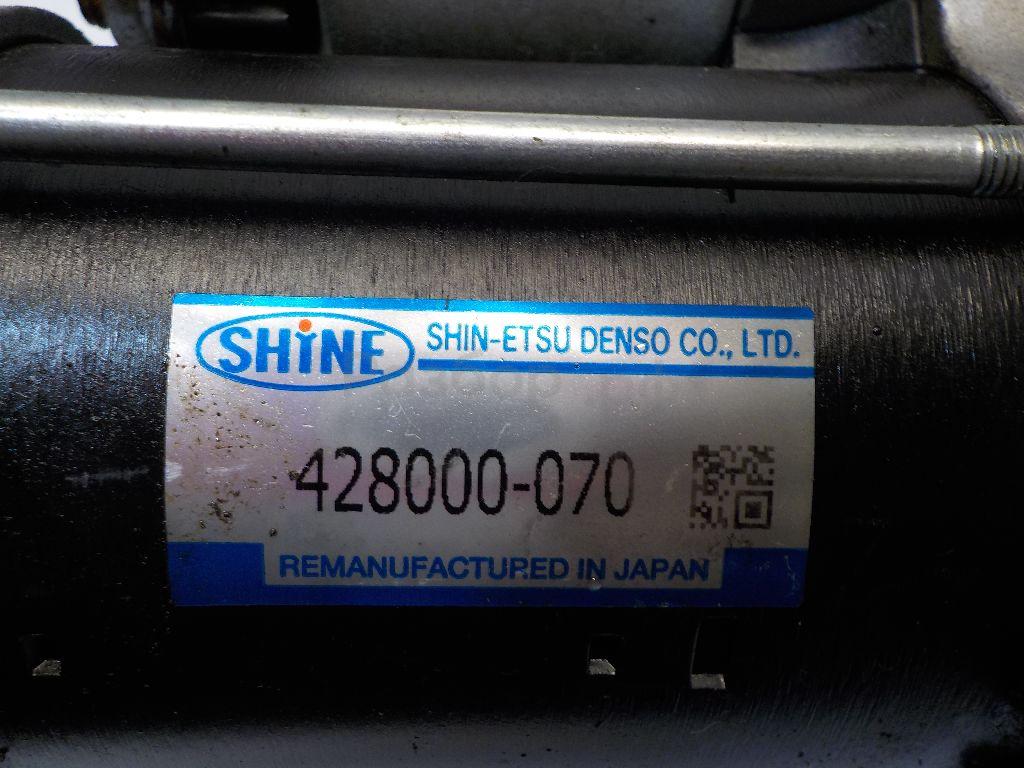 SHiNE SHIN-ETSU DENSO CO., LTD.
428000-070
REMANUFACTURED IN JAPAN